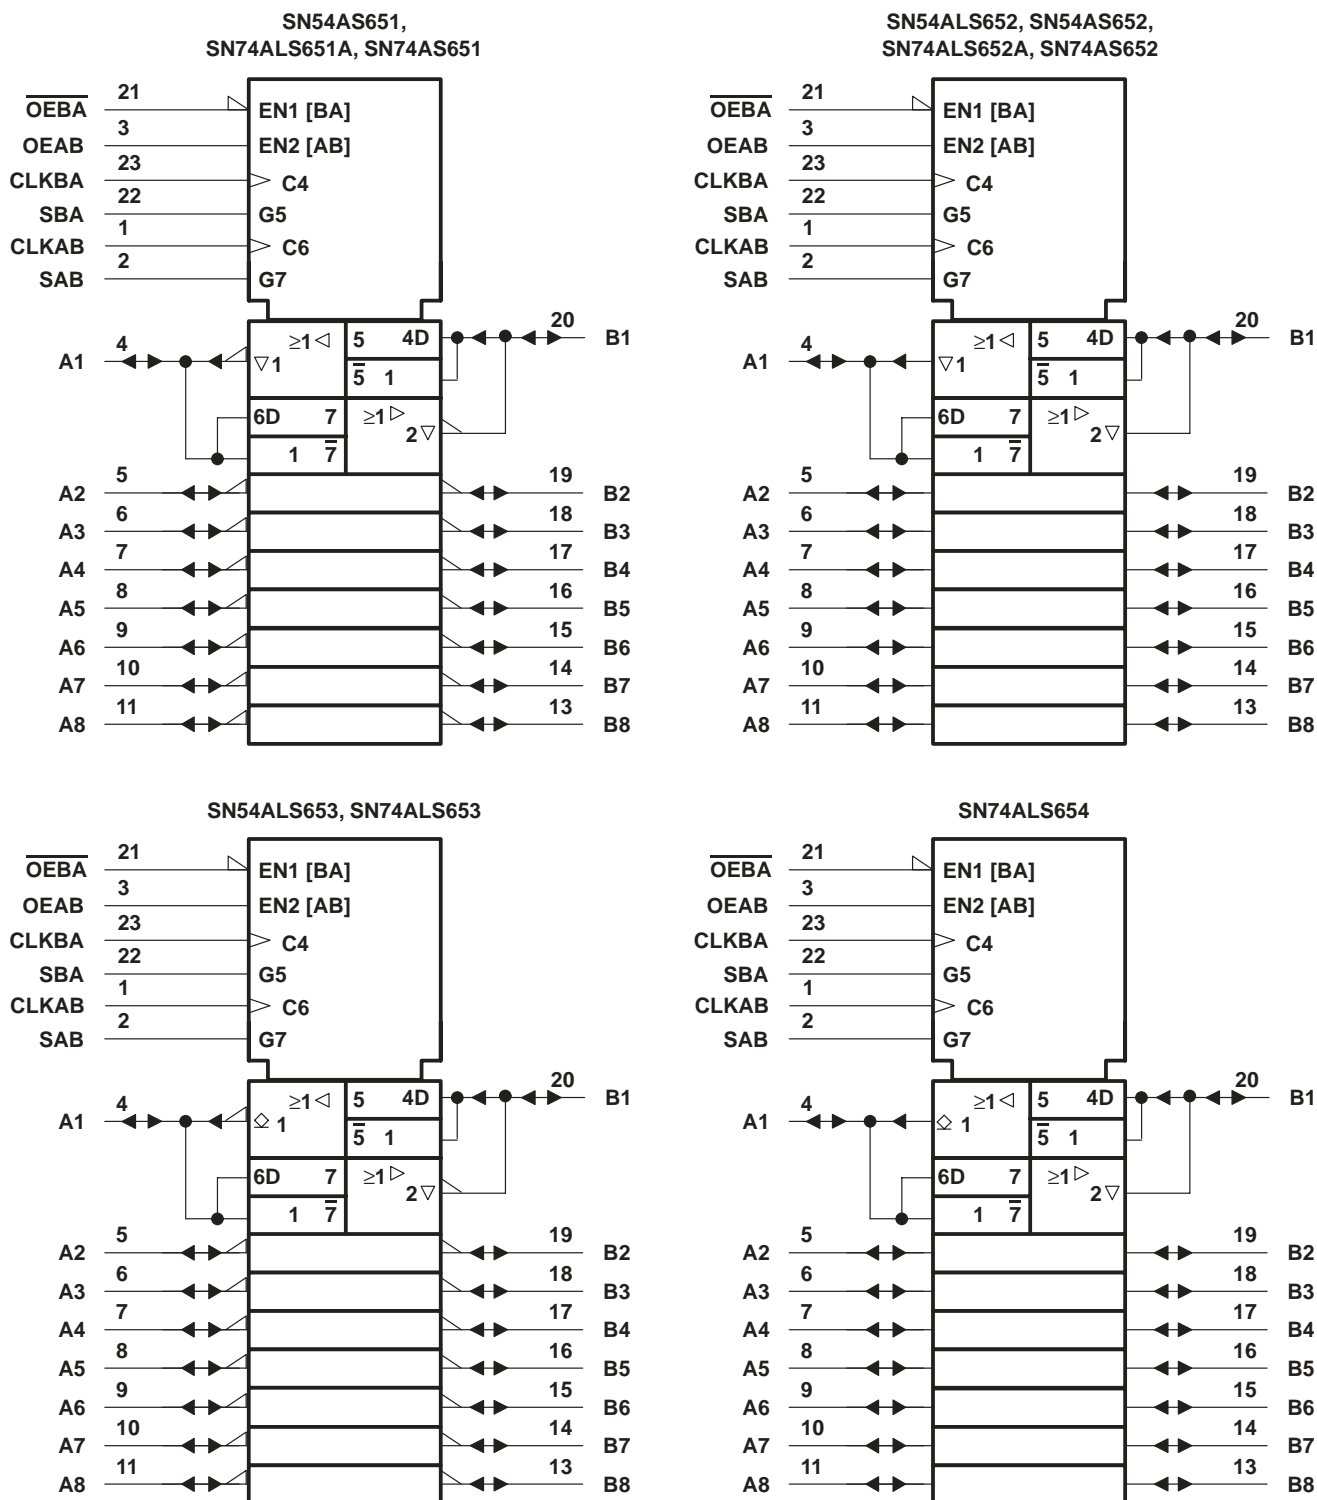 SN54AS651,
SN74ALS651A, SN74AS651
OEBA 21 EN1 [BA]
OEAB 3 EN2 [AB]
CLKBA 23 C4
SBA 22 G5
CLKAB 1 C6
SAB 2 G7
A1 4 ≥1 ◁ ▽ 1 5 4D 20 B1
5̅ 1
6D 7 ≥1 ▷ 2 ▽
1 7̅
A2 5 19 B2
A3 6 18 B3
A4 7 17 B4
A5 8 16 B5
A6 9 15 B6
A7 10 14 B7
A8 11 13 B8
SN54ALS652, SN54AS652,
SN74ALS652A, SN74AS652
OEBA 21 EN1 [BA]
OEAB 3 EN2 [AB]
CLKBA 23 C4
SBA 22 G5
CLKAB 1 C6
SAB 2 G7
A1 4 ≥1 ◁ ▽ 1 5 4D 20 B1
5̅ 1
6D 7 ≥1 ▷ 2 ▽
1 7̅
A2 5 19 B2
A3 6 18 B3
A4 7 17 B4
A5 8 16 B5
A6 9 15 B6
A7 10 14 B7
A8 11 13 B8
SN54ALS653, SN74ALS653
OEBA 21 EN1 [BA]
OEAB 3 EN2 [AB]
CLKBA 23 C4
SBA 22 G5
CLKAB 1 C6
SAB 2 G7
A1 4 ≥1 ◁ ◇ 1 5 4D 20 B1
5̅ 1
6D 7 ≥1 ▷ 2 ▽
1 7̅
A2 5 19 B2
A3 6 18 B3
A4 7 17 B4
A5 8 16 B5
A6 9 15 B6
A7 10 14 B7
A8 11 13 B8
SN74ALS654
OEBA 21 EN1 [BA]
OEAB 3 EN2 [AB]
CLKBA 23 C4
SBA 22 G5
CLKAB 1 C6
SAB 2 G7
A1 4 ≥1 ◁ ◇ 1 5 4D 20 B1
5̅ 1
6D 7 ≥1 ▷ 2 ▽
1 7̅
A2 5 19 B2
A3 6 18 B3
A4 7 17 B4
A5 8 16 B5
A6 9 15 B6
A7 10 14 B7
A8 11 13 B8